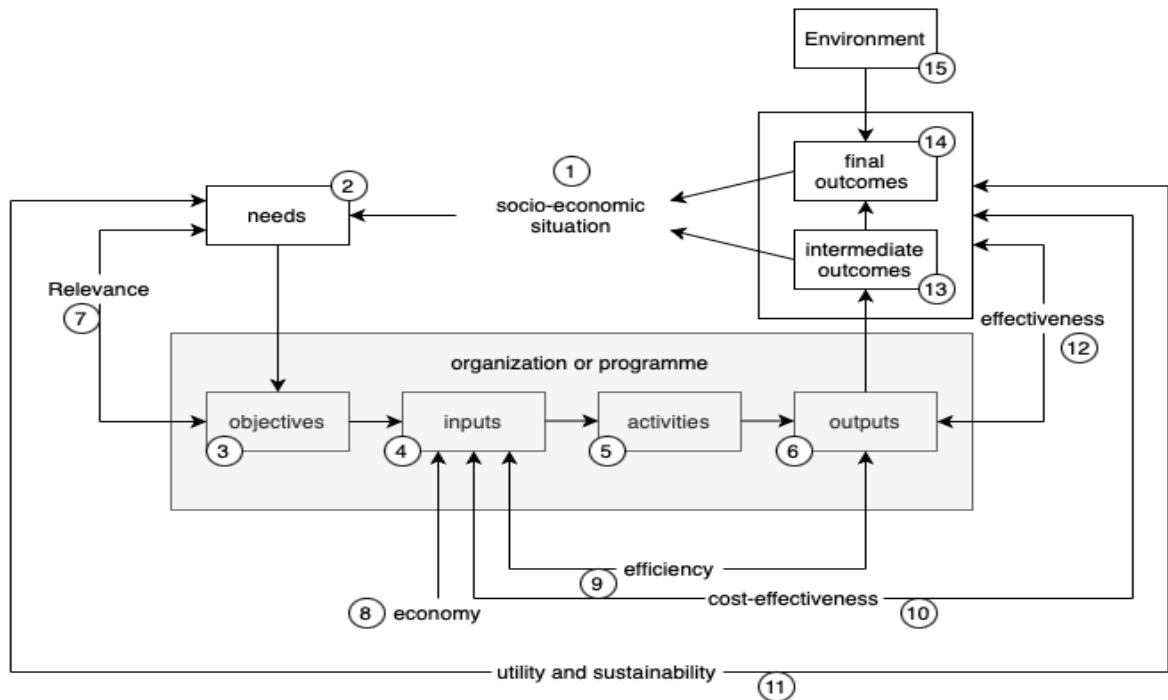 Environment
15
14
final
outcomes
1
2
needs
socio-economic
situation
intermediate
outcomes
13
Relevance
7
effectiveness
12
organization or programme
objectives
3
inputs
4
activities
5
outputs
6
efficiency
9
8 economy
cost-effectiveness
10
utility and sustainability
11